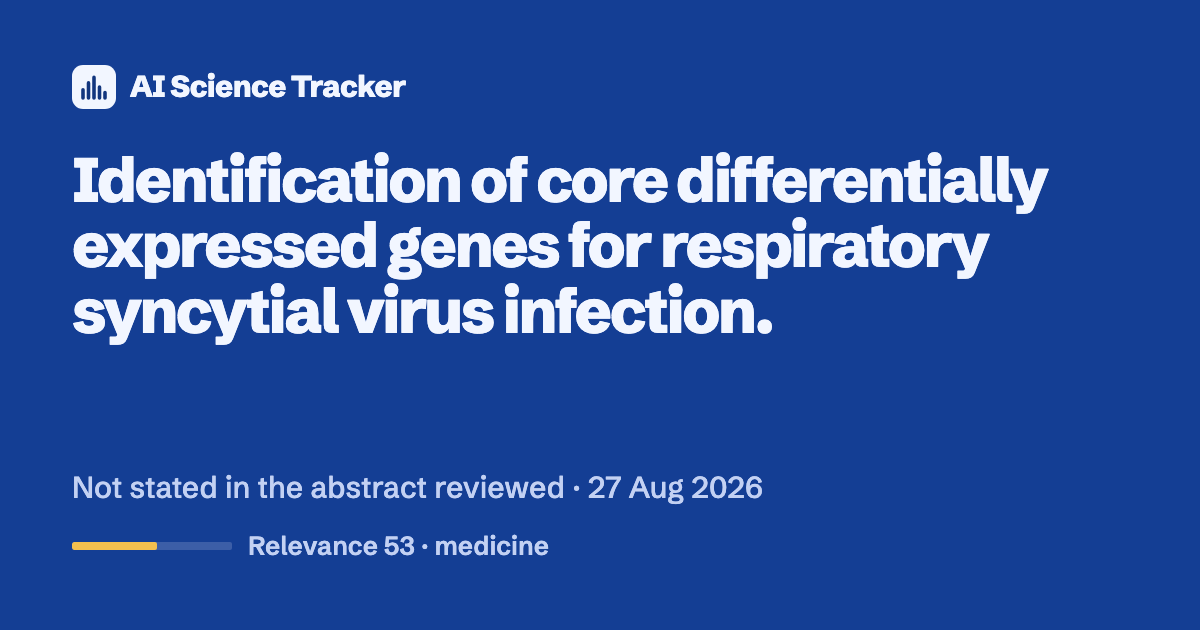 AI Science Tracker
Identification of core differentially
expressed genes for respiratory
syncytial virus infection.
Not stated in the abstract reviewed · 27 Aug 2026
Relevance 53 · medicine